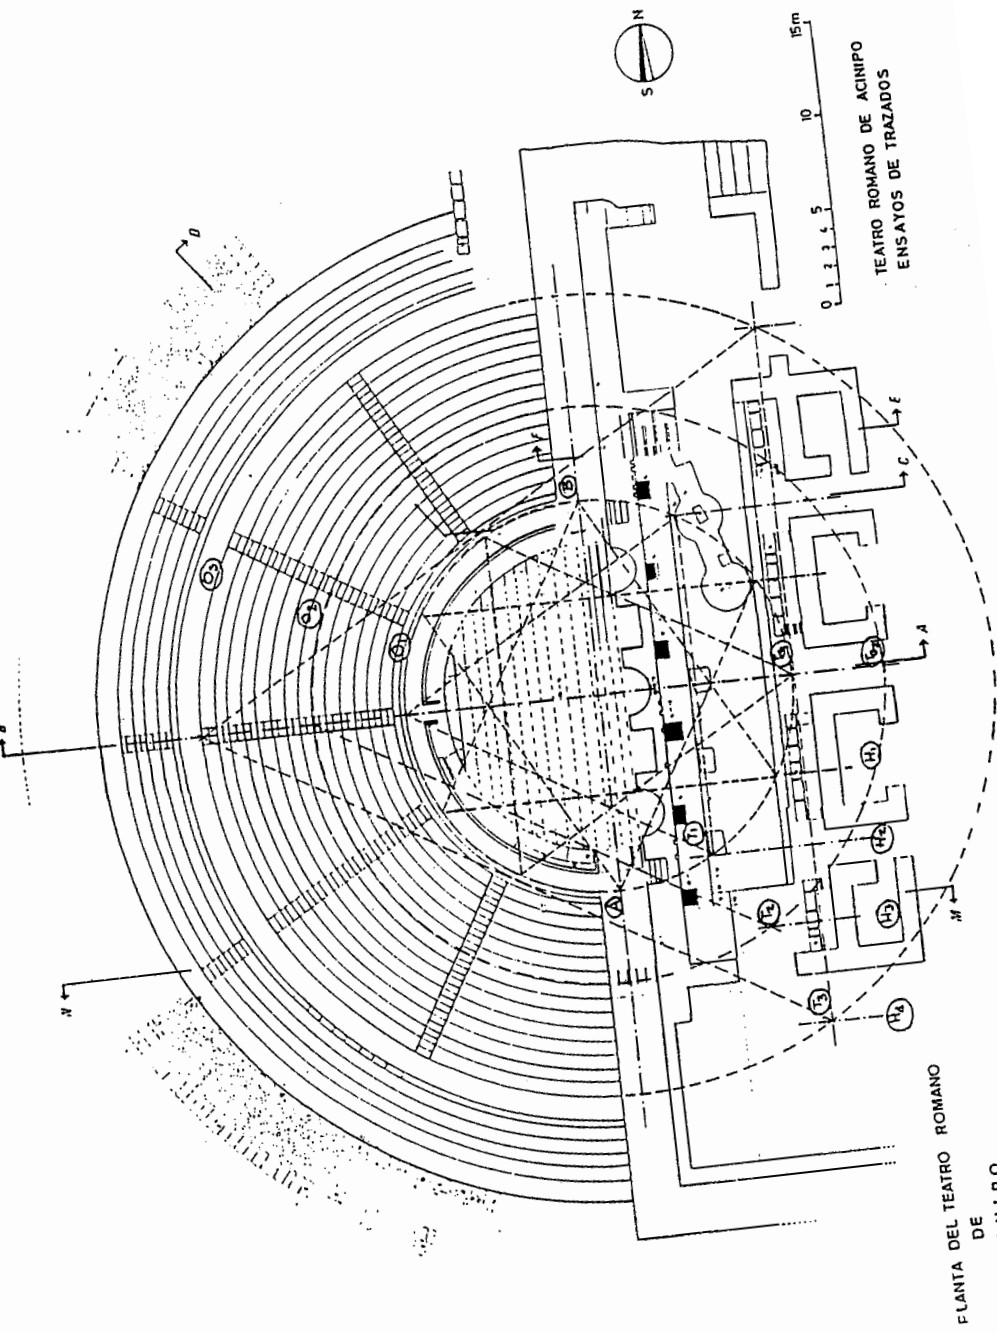 N
S
15m
10
5
4
3
2
1
0
TEATRO ROMANO DE ACINIPO
ENSAYOS DE TRAZADOS
D
O3
O2
O1
B
F
E
C
A
A
T1
T2
T3
H1
H2
H3
H4
M
N
PLANTA DEL TEATRO ROMANO
DE